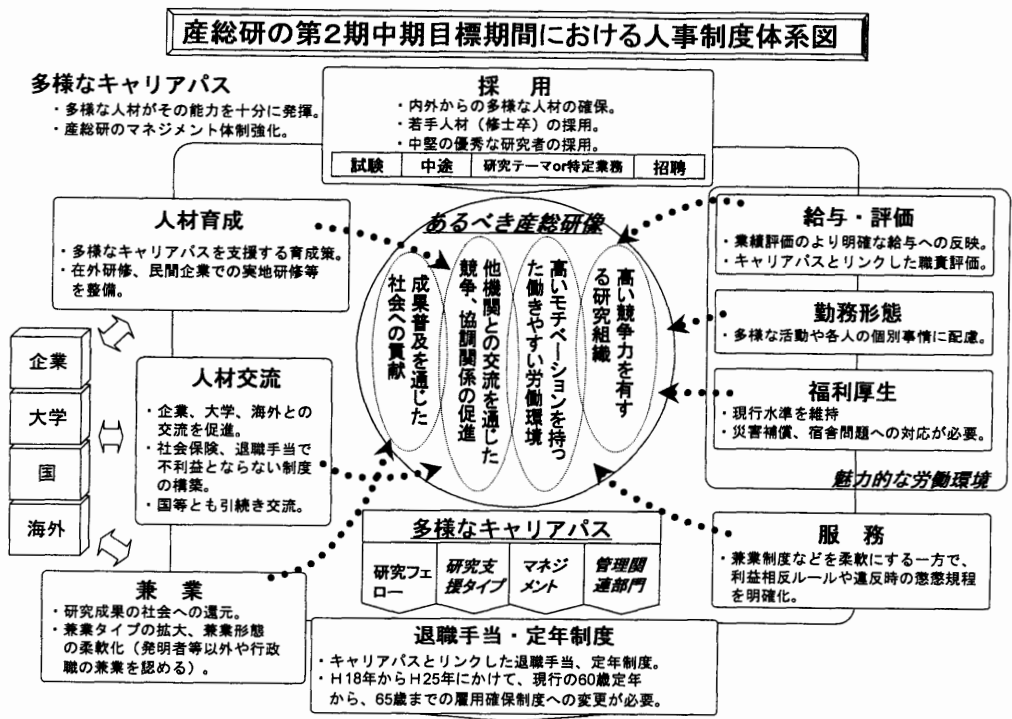 産総研の第2期中期目標期間における人事制度体系図
多様なキャリアパス
・多様な人材がその能力を十分に発揮。
・産総研のマネジメント体制強化。
採 用
・内外からの多様な人材の確保。
・若手人材（修士卒）の採用。
・中堅の優秀な研究者の採用。
試験
中途
研究テーマor特定業務
招聘
人材育成
・多様なキャリアパスを支援する育成策。
・在外研修、民間企業での実地研修等
を整備。
企業
大学
国
海外
人材交流
・企業、大学、海外との
交流を促進。
・社会保険、退職手当で
不利益とならない制度
の構築。
・国等とも引続き交流。
兼 業
・研究成果の社会への還元。
・兼業タイプの拡大、兼業形態
の柔軟化（発明者等以外や行政
職の兼業を認める）。
あるべき産総研像
高い競争力を有す
る研究組織
高いモチベーションを持っ
た働きやすい労働環境
他機関との交流を通じた
競争、協調関係の促進
成果普及を通じた
社会への貢献
給与・評価
・業績評価のより明確な給与への反映。
・キャリアパスとリンクした職責評価。
勤務形態
・多様な活動や各人の個別事情に配慮。
福利厚生
・現行水準を維持
・災害補償、宿舎問題への対応が必要。
魅力的な労働環境
服 務
・兼業制度などを柔軟にする一方で、
利益相反ルールや違反時の懲罰規程
を明確化。
多様なキャリアパス
研究フェ
ロー
研究支
援タイプ
マネジ
メント
管理関
連部門
退職手当・定年制度
・キャリアパスとリンクした退職手当、定年制度。
・H18年からH25年にかけて、現行の60歳定年
から、65歳までの雇用確保制度への変更が必要。